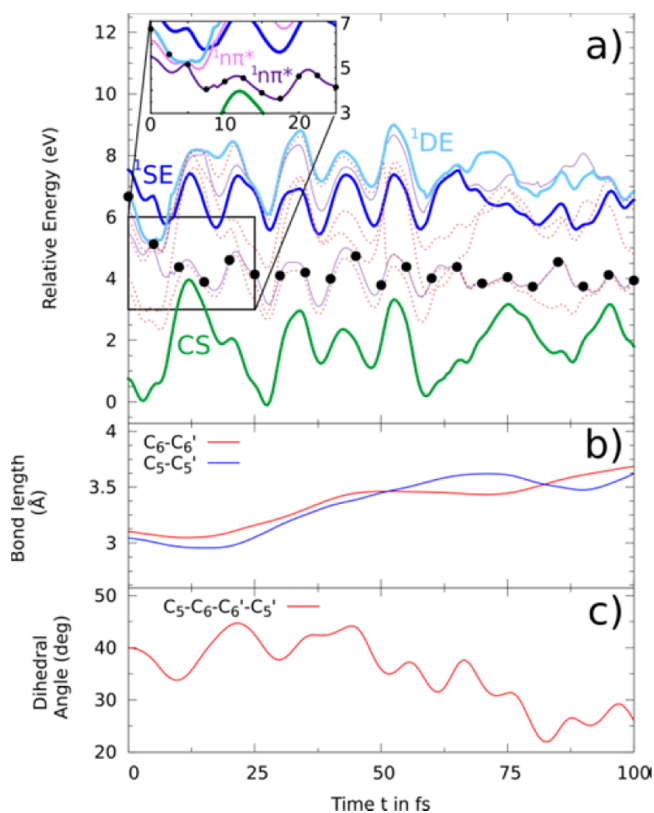 7
5
3
0 10 20
¹nπ*
¹nπ*
a)
12
10
8
6
4
2
0
Relative Energy (eV)
¹SE
¹DE
CS
b)
C₆-C₆'
C₅-C₅'
4
3.5
3
Bond length
(Å)
c)
C₅-C₆-C₆'-C₅'
50
40
30
20
Dihedral
Angle (deg)
0 25 50 75 100
Time t in fs